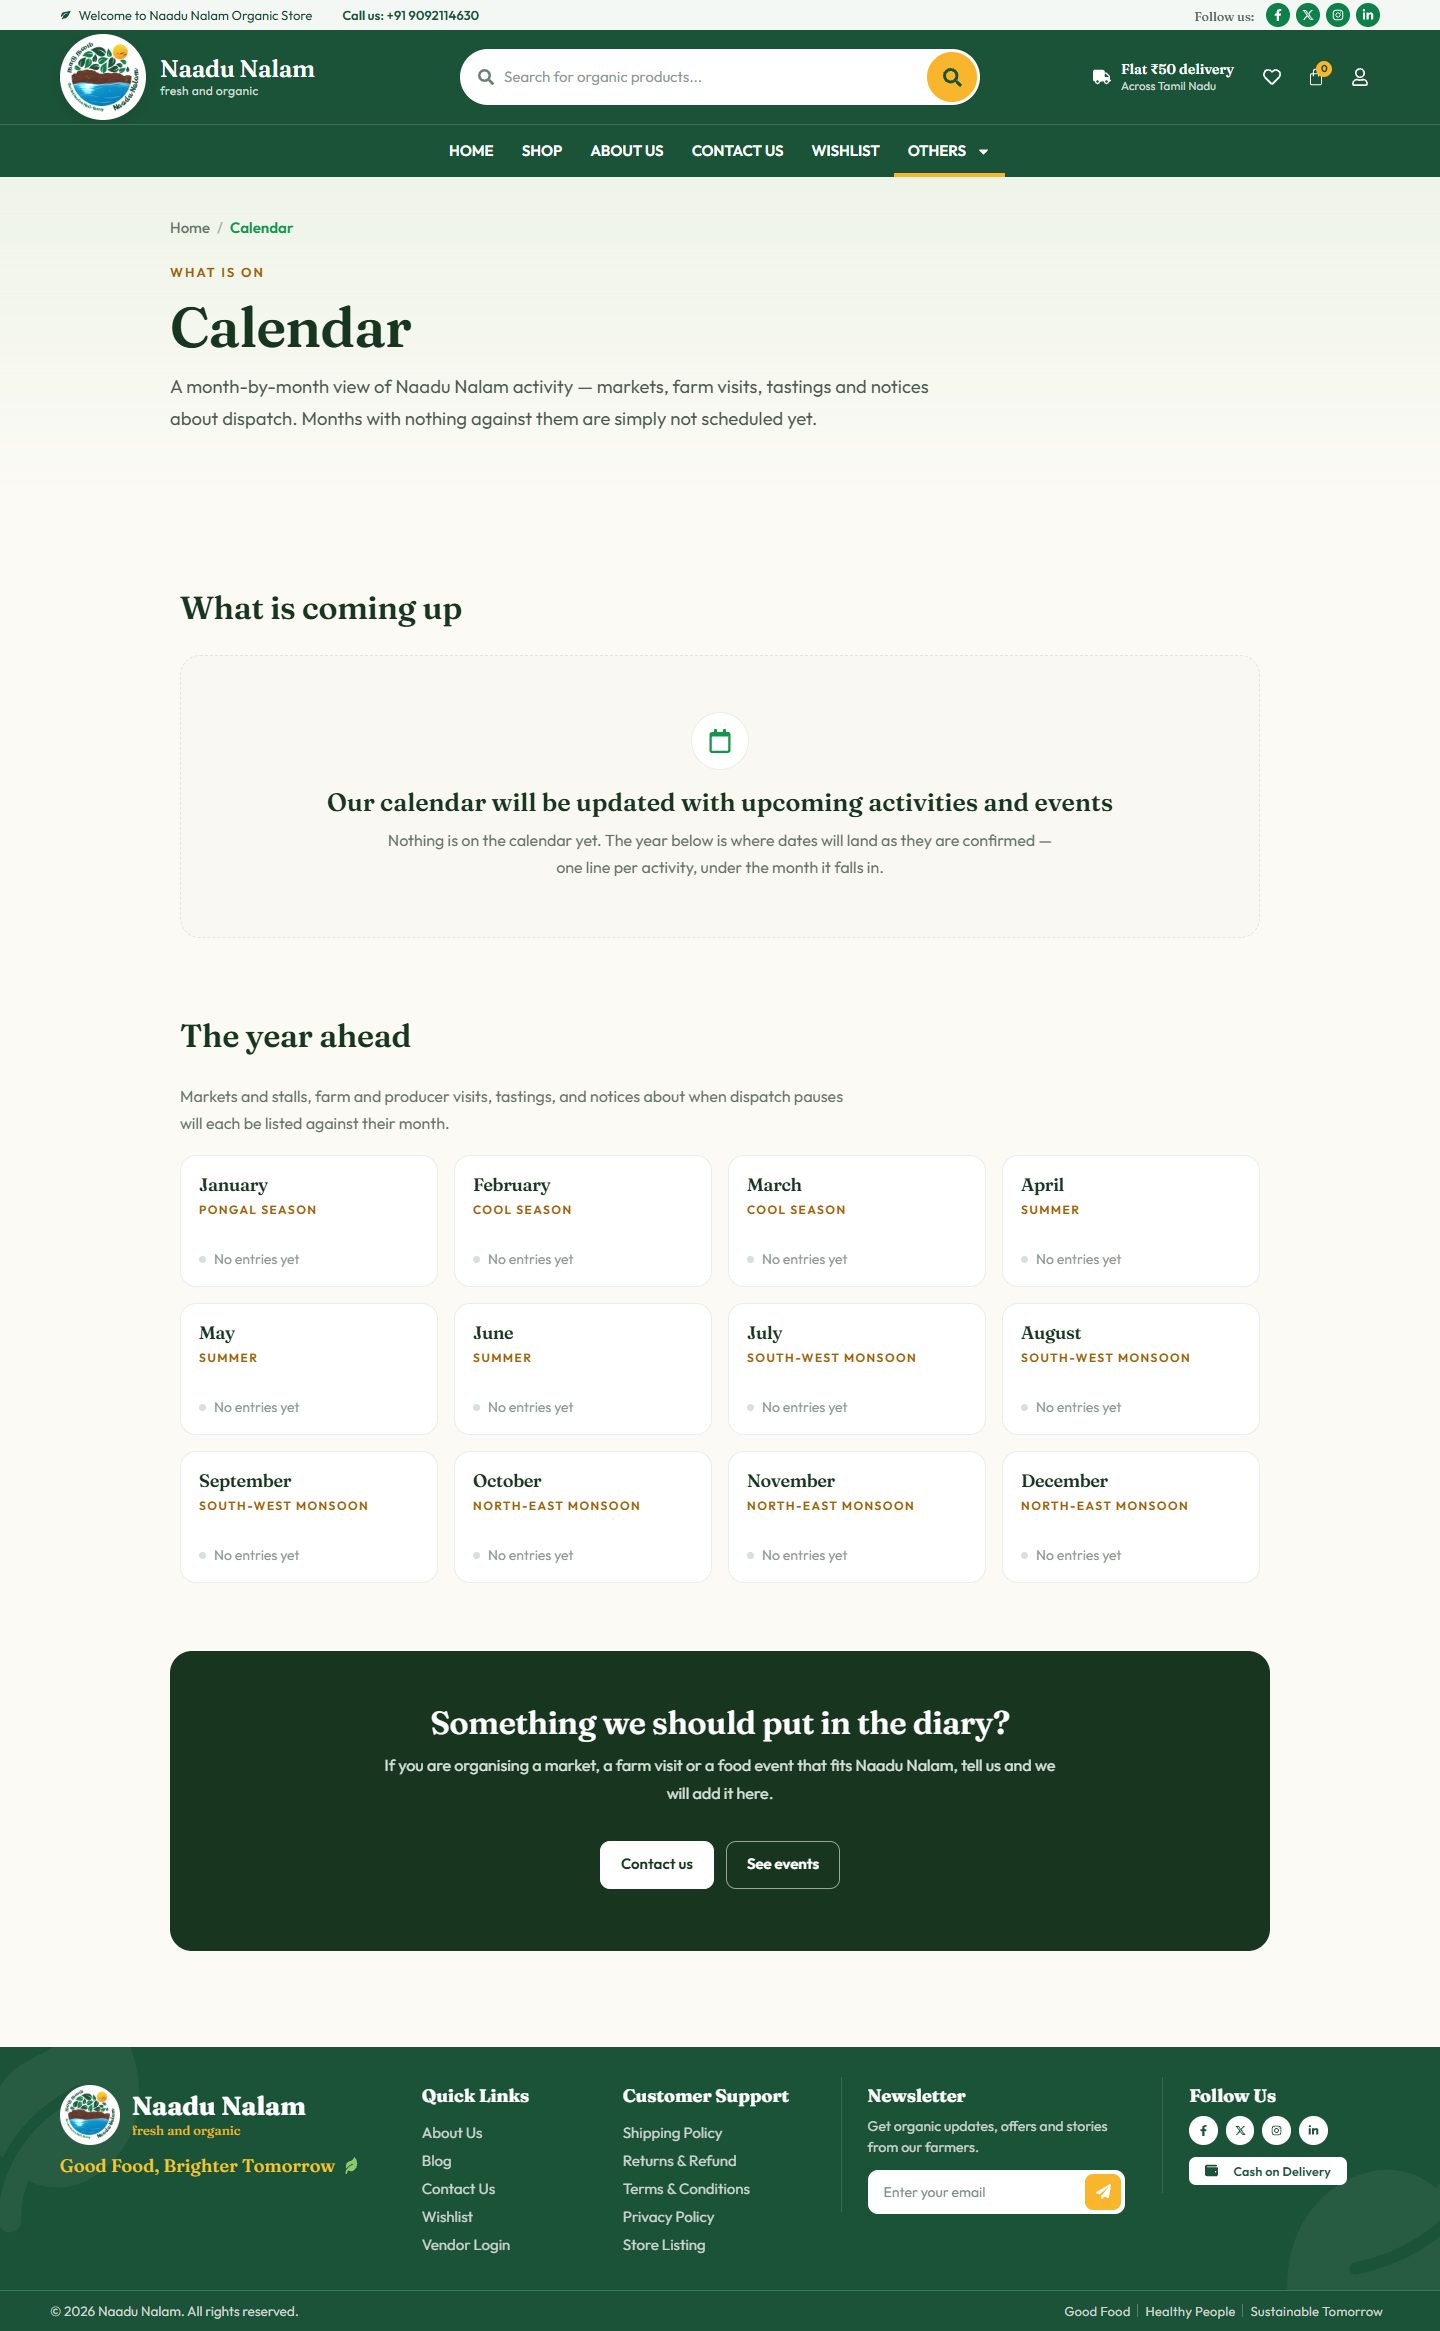 Welcome to Naadu Nalam Organic Store
Call us: +91 9092114630
Follow us:
Naadu Nalam
fresh and organic
Search for organic products...
Flat ₹50 delivery
Across Tamil Nadu
0
HOME SHOP ABOUT US CONTACT US WISHLIST OTHERS
Home / Calendar
WHAT IS ON
Calendar
A month-by-month view of Naadu Nalam activity — markets, farm visits, tastings and notices
about dispatch. Months with nothing against them are simply not scheduled yet.
What is coming up
Our calendar will be updated with upcoming activities and events
Nothing is on the calendar yet. The year below is where dates will land as they are confirmed —
one line per activity, under the month it falls in.
The year ahead
Markets and stalls, farm and producer visits, tastings, and notices about when dispatch pauses
will each be listed against their month.
January
PONGAL SEASON
No entries yet
February
COOL SEASON
No entries yet
March
COOL SEASON
No entries yet
April
SUMMER
No entries yet
May
SUMMER
No entries yet
June
SUMMER
No entries yet
July
SOUTH-WEST MONSOON
No entries yet
August
SOUTH-WEST MONSOON
No entries yet
September
SOUTH-WEST MONSOON
No entries yet
October
NORTH-EAST MONSOON
No entries yet
November
NORTH-EAST MONSOON
No entries yet
December
NORTH-EAST MONSOON
No entries yet
Something we should put in the diary?
If you are organising a market, a farm visit or a food event that fits Naadu Nalam, tell us and we
will add it here.
Contact us
See events
Naadu Nalam
fresh and organic
Good Food, Brighter Tomorrow
Quick Links
About Us
Blog
Contact Us
Wishlist
Vendor Login
Customer Support
Shipping Policy
Returns & Refund
Terms & Conditions
Privacy Policy
Store Listing
Newsletter
Get organic updates, offers and stories
from our farmers.
Enter your email
Follow Us
Cash on Delivery
© 2026 Naadu Nalam. All rights reserved.
Good Food | Healthy People | Sustainable Tomorrow